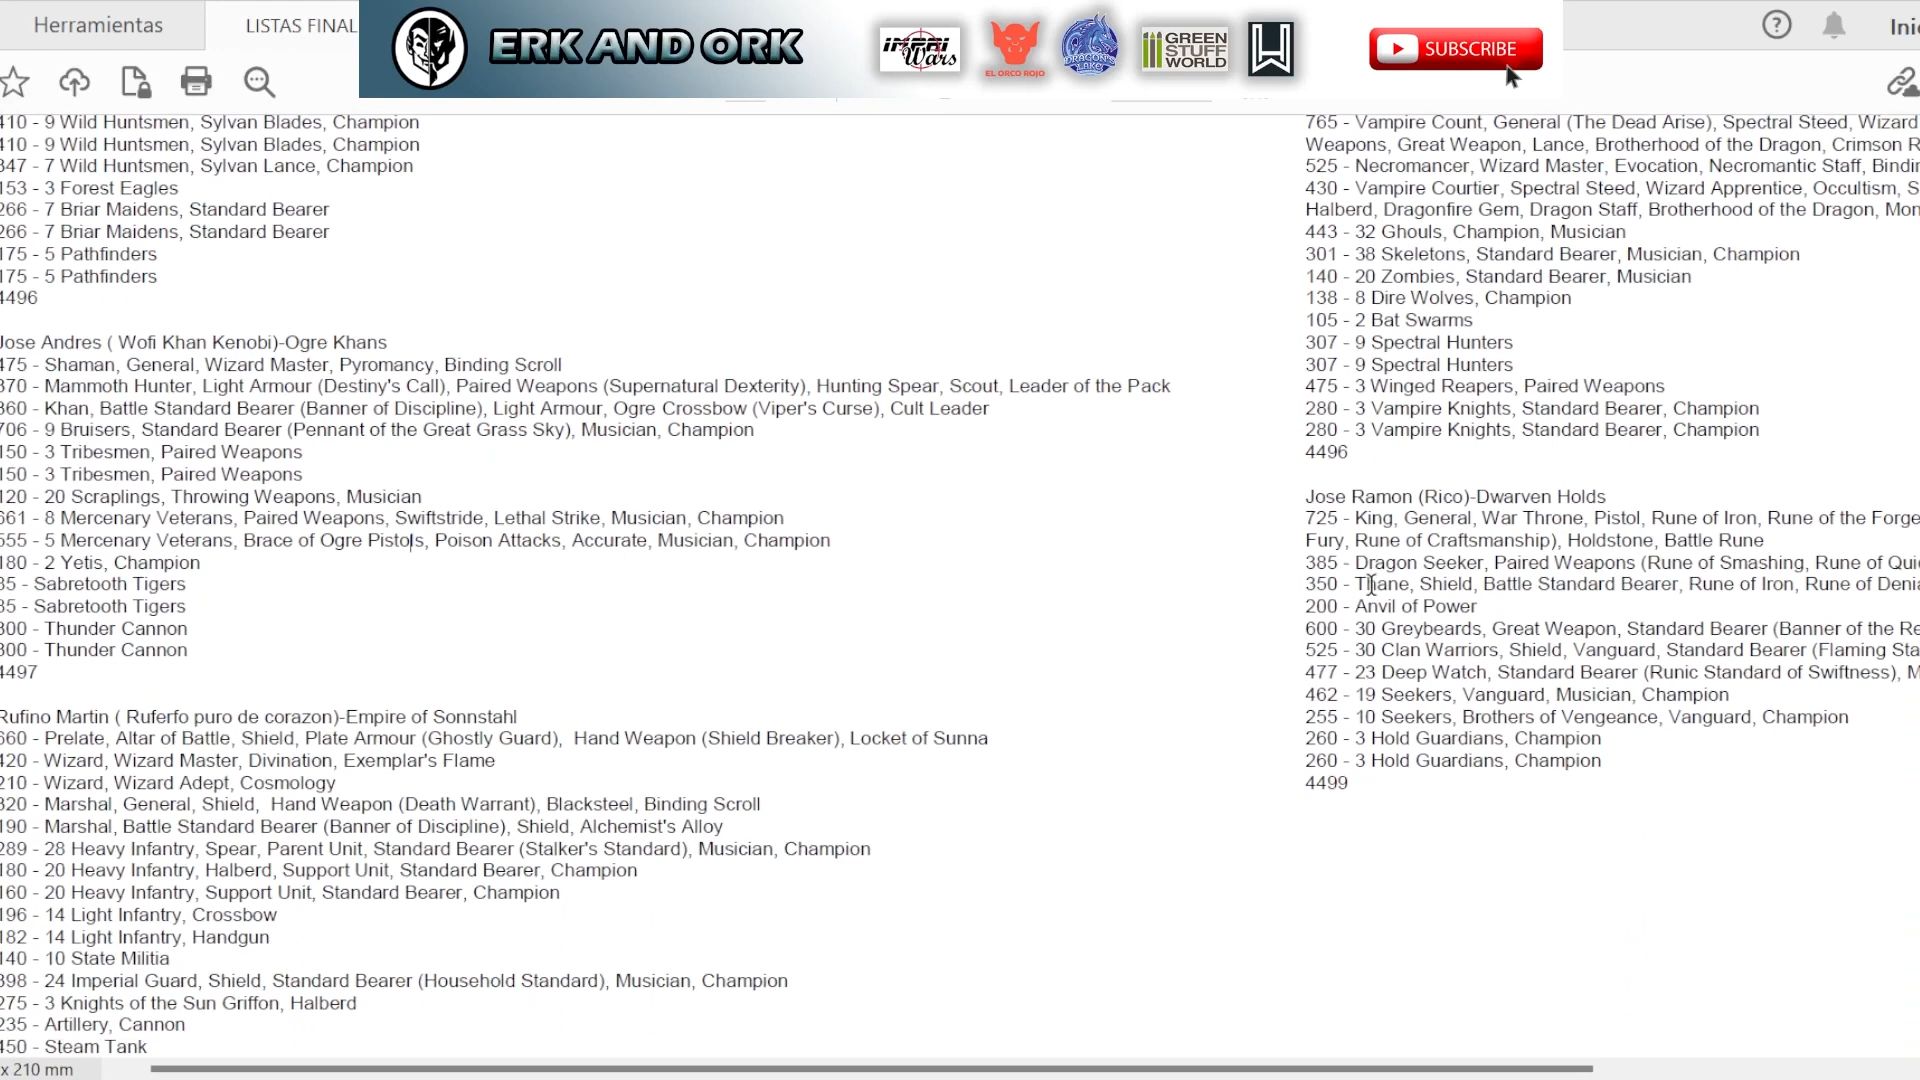 Herramientas
LISTAS FINAL
ERK AND ORK
IMPRI Wars
EL ORCO ROJO
DRAGON'S LAKE
GREEN STUFF WORLD
SUBSCRIBE
Ini
410 - 9 Wild Huntsmen, Sylvan Blades, Champion
410 - 9 Wild Huntsmen, Sylvan Blades, Champion
347 - 7 Wild Huntsmen, Sylvan Lance, Champion
153 - 3 Forest Eagles
266 - 7 Briar Maidens, Standard Bearer
266 - 7 Briar Maidens, Standard Bearer
175 - 5 Pathfinders
175 - 5 Pathfinders
4496
Jose Andres ( Wofi Khan Kenobi)-Ogre Khans
475 - Shaman, General, Wizard Master, Pyromancy, Binding Scroll
370 - Mammoth Hunter, Light Armour (Destiny's Call), Paired Weapons (Supernatural Dexterity), Hunting Spear, Scout, Leader of the Pack
360 - Khan, Battle Standard Bearer (Banner of Discipline), Light Armour, Ogre Crossbow (Viper's Curse), Cult Leader
706 - 9 Bruisers, Standard Bearer (Pennant of the Great Grass Sky), Musician, Champion
150 - 3 Tribesmen, Paired Weapons
150 - 3 Tribesmen, Paired Weapons
120 - 20 Scraplings, Throwing Weapons, Musician
661 - 8 Mercenary Veterans, Paired Weapons, Swiftstride, Lethal Strike, Musician, Champion
555 - 5 Mercenary Veterans, Brace of Ogre Pistols, Poison Attacks, Accurate, Musician, Champion
180 - 2 Yetis, Champion
85 - Sabretooth Tigers
85 - Sabretooth Tigers
300 - Thunder Cannon
300 - Thunder Cannon
4497
Rufino Martin ( Ruferfo puro de corazon)-Empire of Sonnstahl
660 - Prelate, Altar of Battle, Shield, Plate Armour (Ghostly Guard), Hand Weapon (Shield Breaker), Locket of Sunna
420 - Wizard, Wizard Master, Divination, Exemplar's Flame
210 - Wizard, Wizard Adept, Cosmology
320 - Marshal, General, Shield, Hand Weapon (Death Warrant), Blacksteel, Binding Scroll
190 - Marshal, Battle Standard Bearer (Banner of Discipline), Shield, Alchemist's Alloy
289 - 28 Heavy Infantry, Spear, Parent Unit, Standard Bearer (Stalker's Standard), Musician, Champion
180 - 20 Heavy Infantry, Halberd, Support Unit, Standard Bearer, Champion
160 - 20 Heavy Infantry, Support Unit, Standard Bearer, Champion
196 - 14 Light Infantry, Crossbow
182 - 14 Light Infantry, Handgun
140 - 10 State Militia
398 - 24 Imperial Guard, Shield, Standard Bearer (Household Standard), Musician, Champion
275 - 3 Knights of the Sun Griffon, Halberd
235 - Artillery, Cannon
450 - Steam Tank
765 - Vampire Count, General (The Dead Arise), Spectral Steed, Wizard
Weapons, Great Weapon, Lance, Brotherhood of the Dragon, Crimson R
525 - Necromancer, Wizard Master, Evocation, Necromantic Staff, Bindin
430 - Vampire Courtier, Spectral Steed, Wizard Apprentice, Occultism, S
Halberd, Dragonfire Gem, Dragon Staff, Brotherhood of the Dragon, Mon
443 - 32 Ghouls, Champion, Musician
301 - 38 Skeletons, Standard Bearer, Musician, Champion
140 - 20 Zombies, Standard Bearer, Musician
138 - 8 Dire Wolves, Champion
105 - 2 Bat Swarms
307 - 9 Spectral Hunters
307 - 9 Spectral Hunters
475 - 3 Winged Reapers, Paired Weapons
280 - 3 Vampire Knights, Standard Bearer, Champion
280 - 3 Vampire Knights, Standard Bearer, Champion
4496
Jose Ramon (Rico)-Dwarven Holds
725 - King, General, War Throne, Pistol, Rune of Iron, Rune of the Forge
Fury, Rune of Craftsmanship), Holdstone, Battle Rune
385 - Dragon Seeker, Paired Weapons (Rune of Smashing, Rune of Qui
350 - Thane, Shield, Battle Standard Bearer, Rune of Iron, Rune of Denia
200 - Anvil of Power
600 - 30 Greybeards, Great Weapon, Standard Bearer (Banner of the Re
525 - 30 Clan Warriors, Shield, Vanguard, Standard Bearer (Flaming Sta
477 - 23 Deep Watch, Standard Bearer (Runic Standard of Swiftness), M
462 - 19 Seekers, Vanguard, Musician, Champion
255 - 10 Seekers, Brothers of Vengeance, Vanguard, Champion
260 - 3 Hold Guardians, Champion
260 - 3 Hold Guardians, Champion
4499
x 210 mm